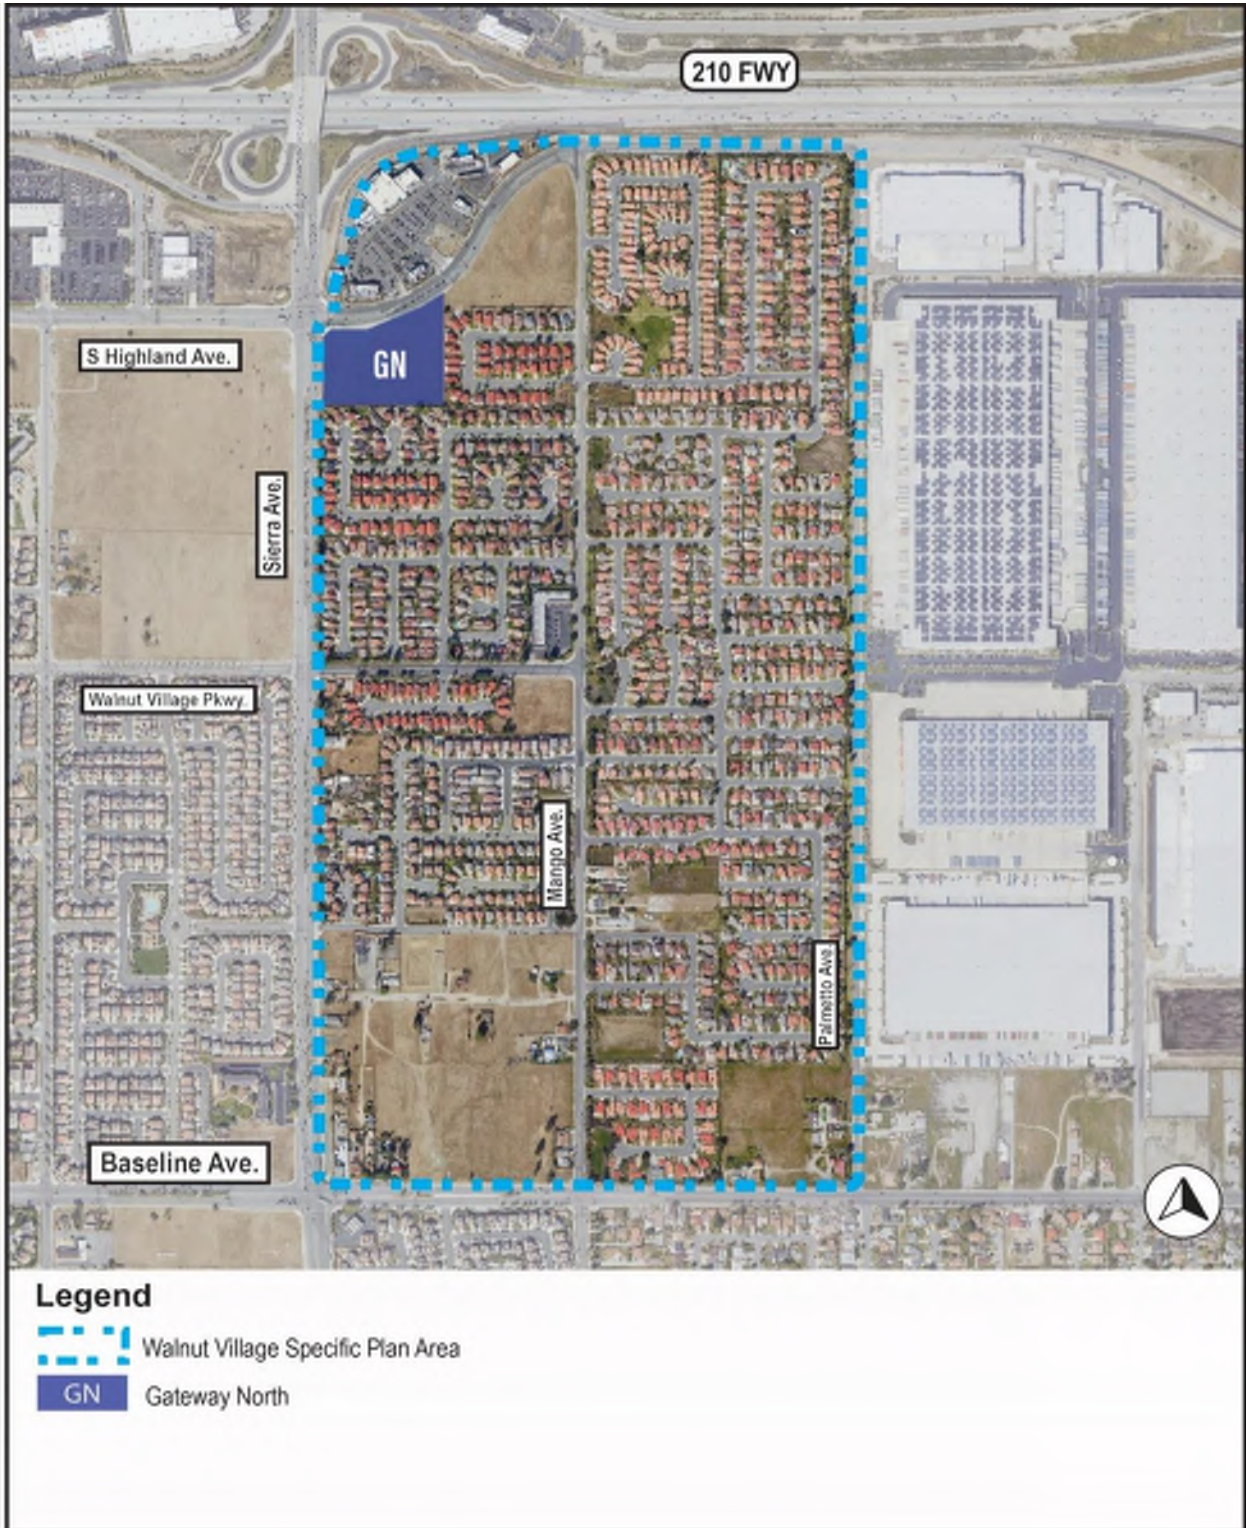 210 FWY
S Highland Ave.
GN
Sierra Ave.
Walnut Village Pkwy.
Mango Ave.
Palmetto Ave
Baseline Ave.
Legend
Walnut Village Specific Plan Area
GN Gateway North